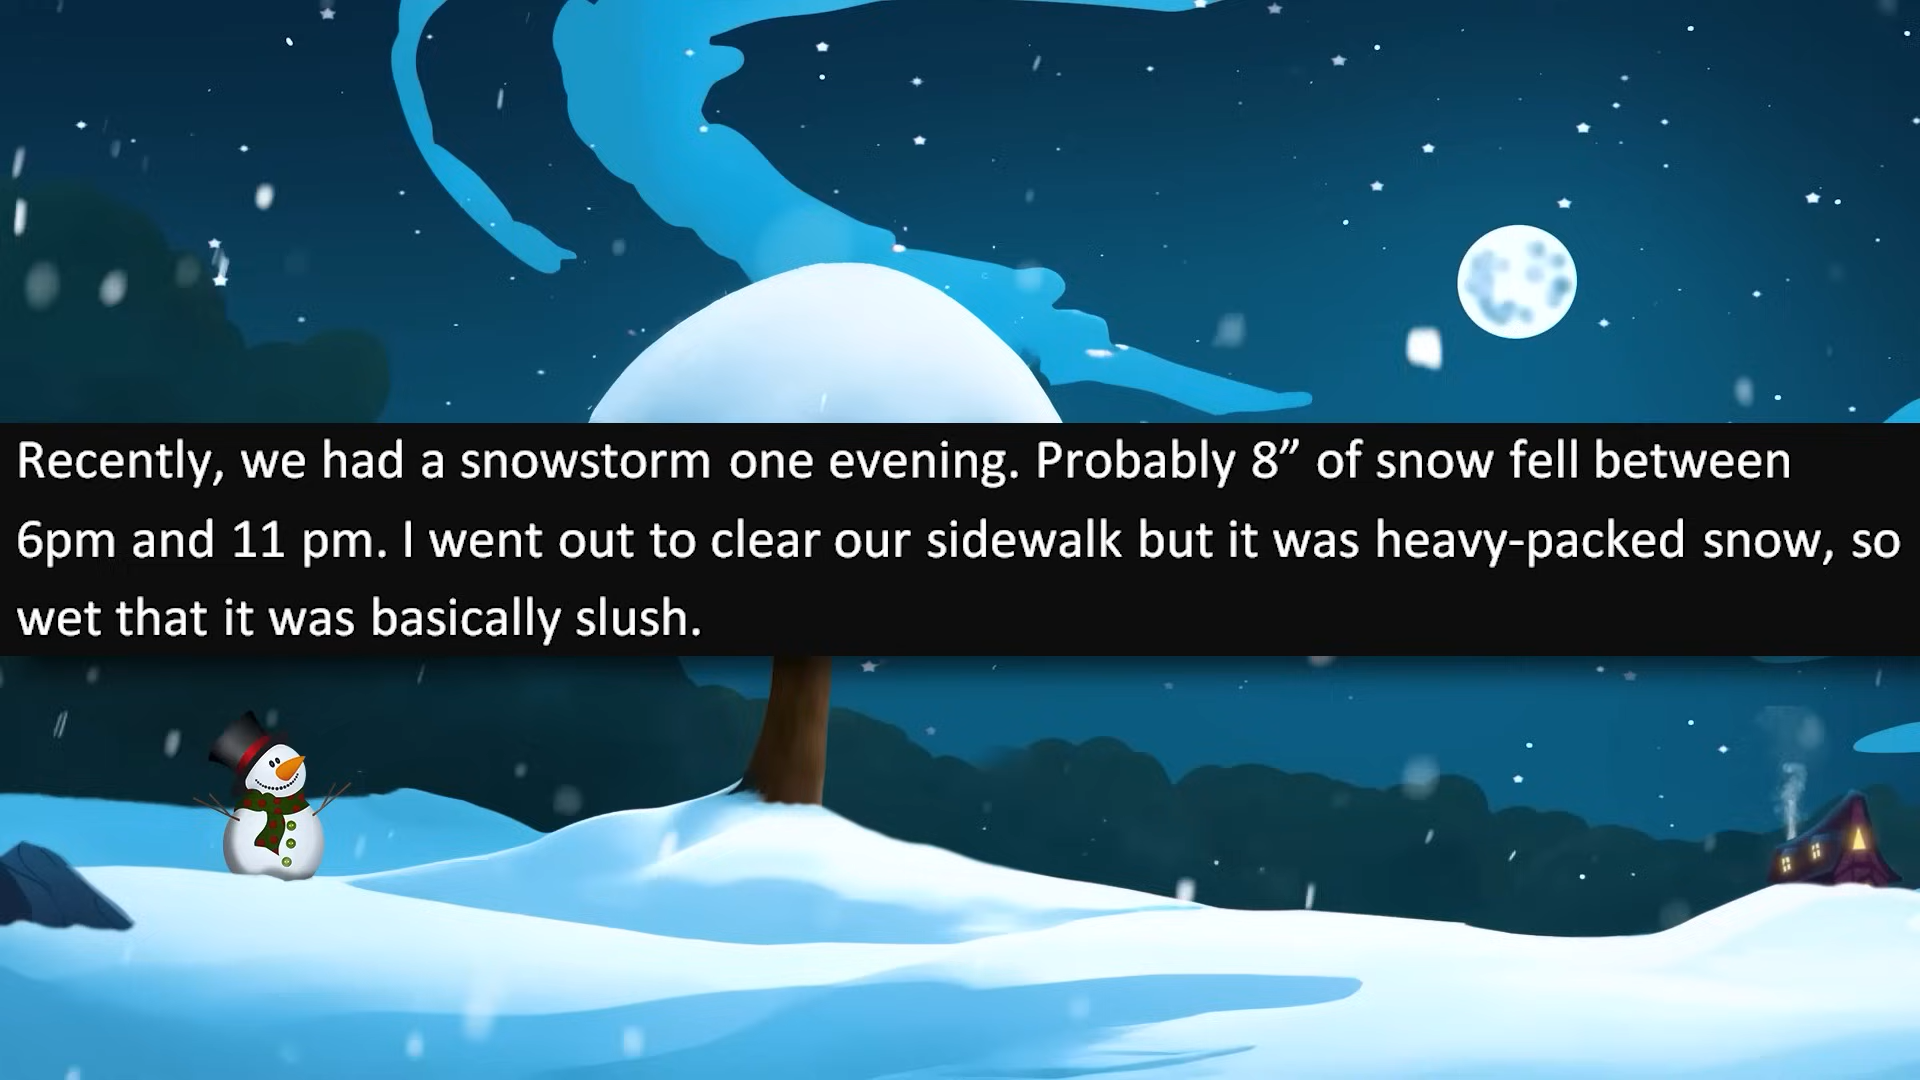 Recently, we had a snowstorm one evening. Probably 8” of snow fell between
6pm and 11 pm. I went out to clear our sidewalk but it was heavy-packed snow, so
wet that it was basically slush.